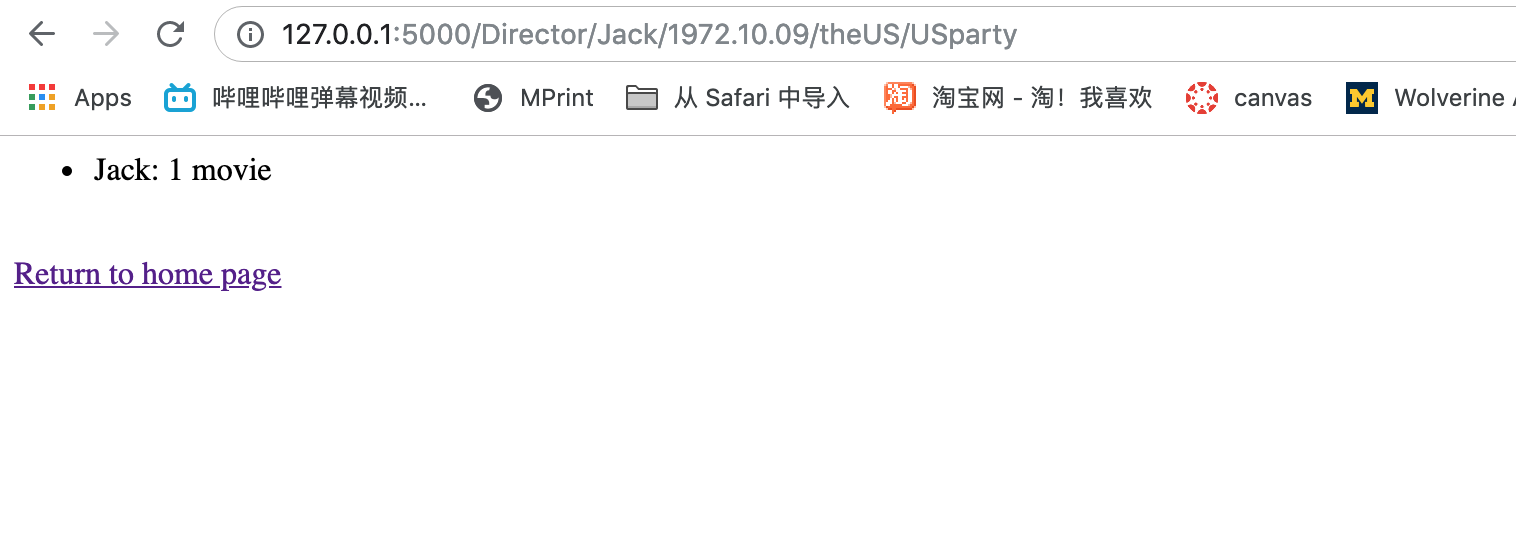 127.0.0.1:5000/Director/Jack/1972.10.09/theUS/USparty
Apps 哔哩哔哩弹幕视频... MPrint 从 Safari 中导入 淘 淘宝网 - 淘！我喜欢 canvas M Wolverine A
Jack: 1 movie
Return to home page